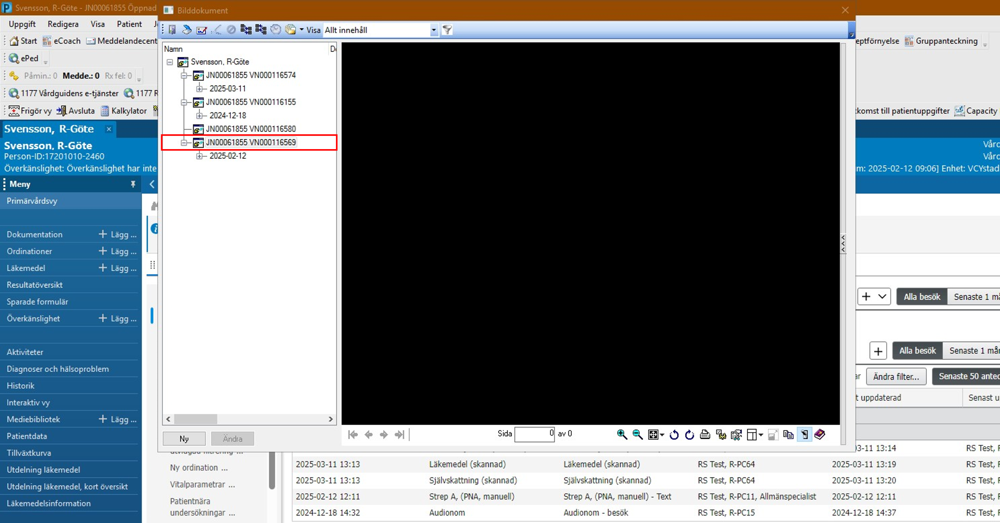 Svensson, R-Göte - JN00061855 Öppnad
Bilddokument
Uppgift Redigera Visa Patient
Visa Allt innehåll
Start eCoach Meddelandecent
eptförnyelse Gruppanteckning
ePed
Påmin.: 0 Medde.: 0 Rx fel: 0
1177 Vårdguidens e-tjänster 1177 R
Frigör vy Avsluta Kalkylator
komst till patientuppgifter Capacity
Namn
Svensson, R-Göte
JN00061855 VN000116574
2025-03-11
JN00061855 VN000116155
2024-12-18
JN00061855 VN000116580
JN00061855 VN000116569
2025-02-12
Svensson, R-Göte
Svensson, R-Göte
Person-ID:17201010-2460
Överkänslighet: Överkänslighet har inte
Vård
Vård
m: 2025-02-12 09:06] Enhet: VCYstad
Meny
Primärvårdsvy
Dokumentation + Lägg ...
Ordinationer + Lägg ...
Läkemedel + Lägg ...
Resultatöversikt
Sparade formulär
Överkänslighet + Lägg ...
Aktiviteter
Diagnoser och hälsoproblem
Historik
Interaktiv vy
Mediebibliotek + Lägg ...
Patientdata
Tillväxtkurva
Utdelning läkemedel
Utdelning läkemedel, kort översikt
Läkemedelsinformation
Alla besök Senaste 1 må
Alla besök Senaste 1 mån
ar Ändra filter... Senaste 50 antec
t uppdaterad Senast u
Ny Ändra
Sida 0 av 0
utvidgad filtrering ...
Ny ordination ...
Vitalparametrar ...
Patientnära
undersökningar ...
03-11 13:14 RS Test, R
2025-03-11 13:13 Läkemedel (skannad) Läkemedel (skannad) RS Test, R-PC64 2025-03-11 13:19 RS Test, R
2025-03-11 13:13 Självskattning (skannad) Självskattning (skannad) RS Test, R-PC64 2025-03-11 13:20 RS Test, R
2025-02-12 12:11 Strep A, (PNA, manuell) Strep A, (PNA, manuell) - Text RS Test, R-PC11, Allmänspecialist 2025-02-12 12:11 RS Test, R
2024-12-18 14:32 Audionom Audionom - besök RS Test, R-PC15 2024-12-18 14:37 RS Test, R